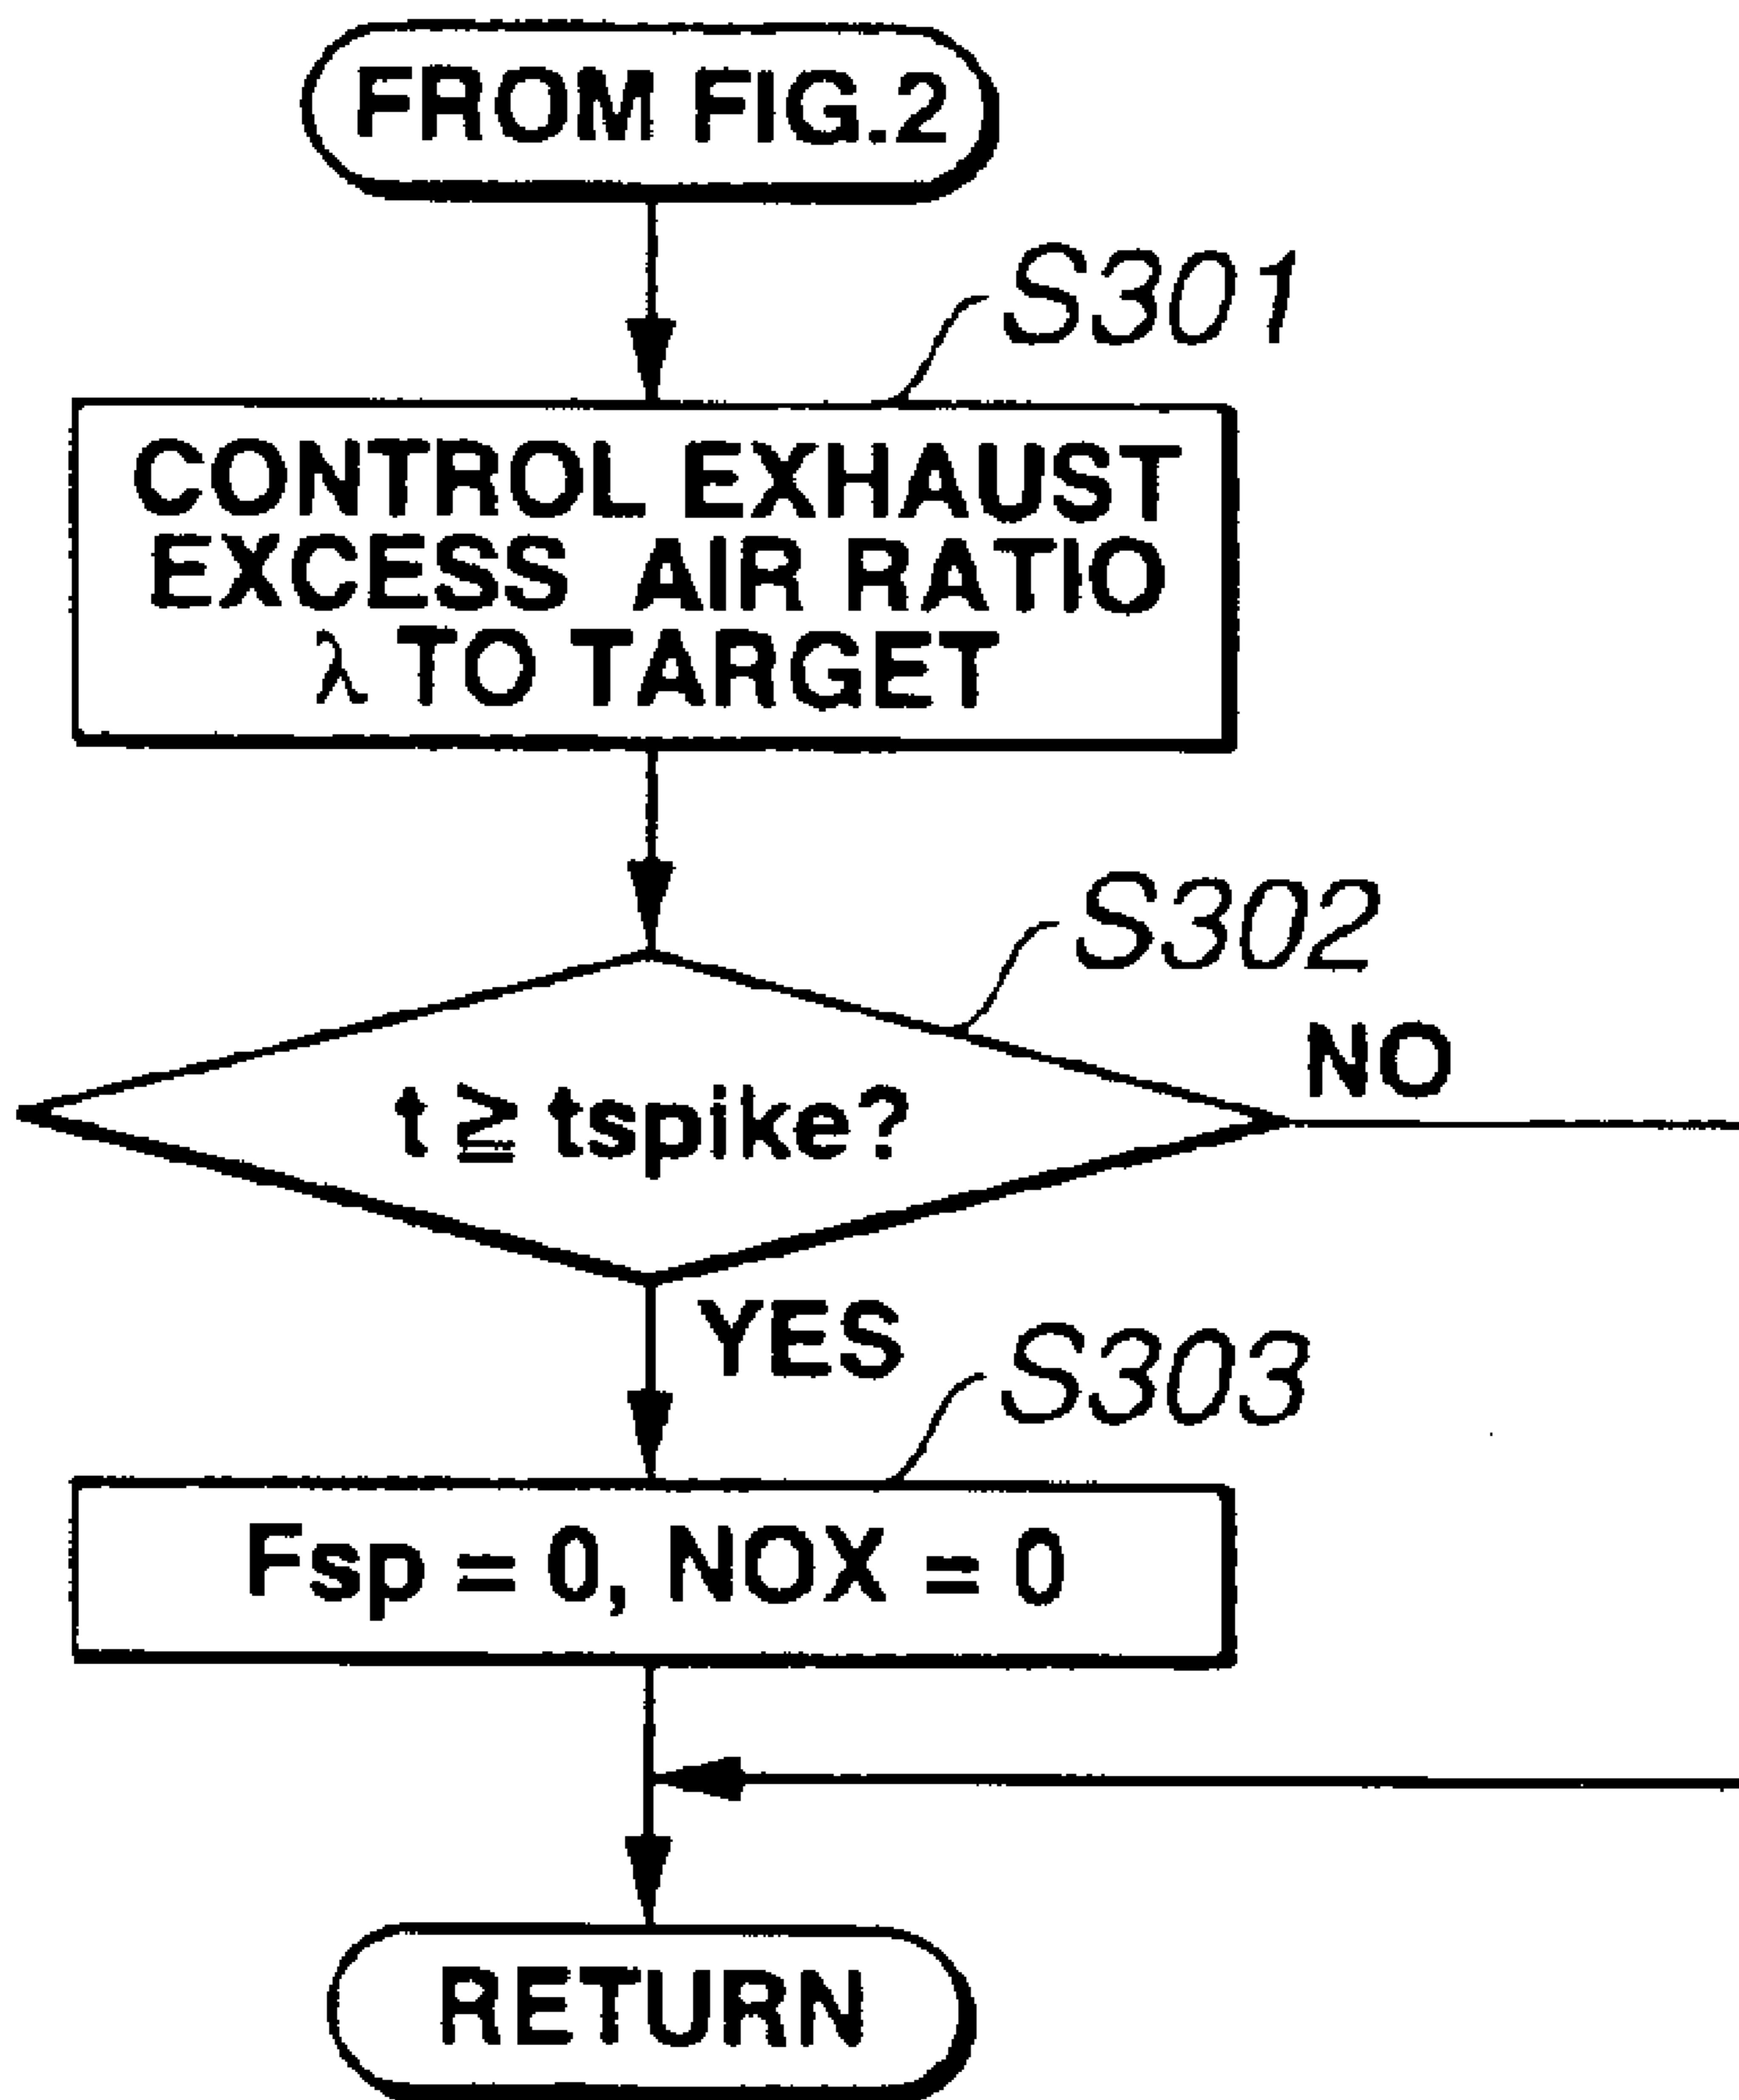 FROM FIG.2
S301
CONTROL EXHAUST
EXCESS AIR RATIO
λ TO TARGET
S302
NO
t ≧ tspike?
YES
S303
Fsp = 0, NOX = 0
RETURN